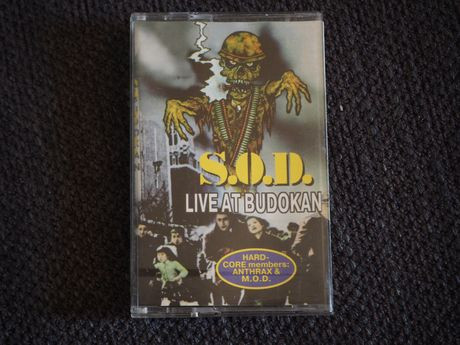 S.O.D.
LIVE AT BUDOKAN
HARD-
CORE members:
ANTHRAX &
M.O.D.